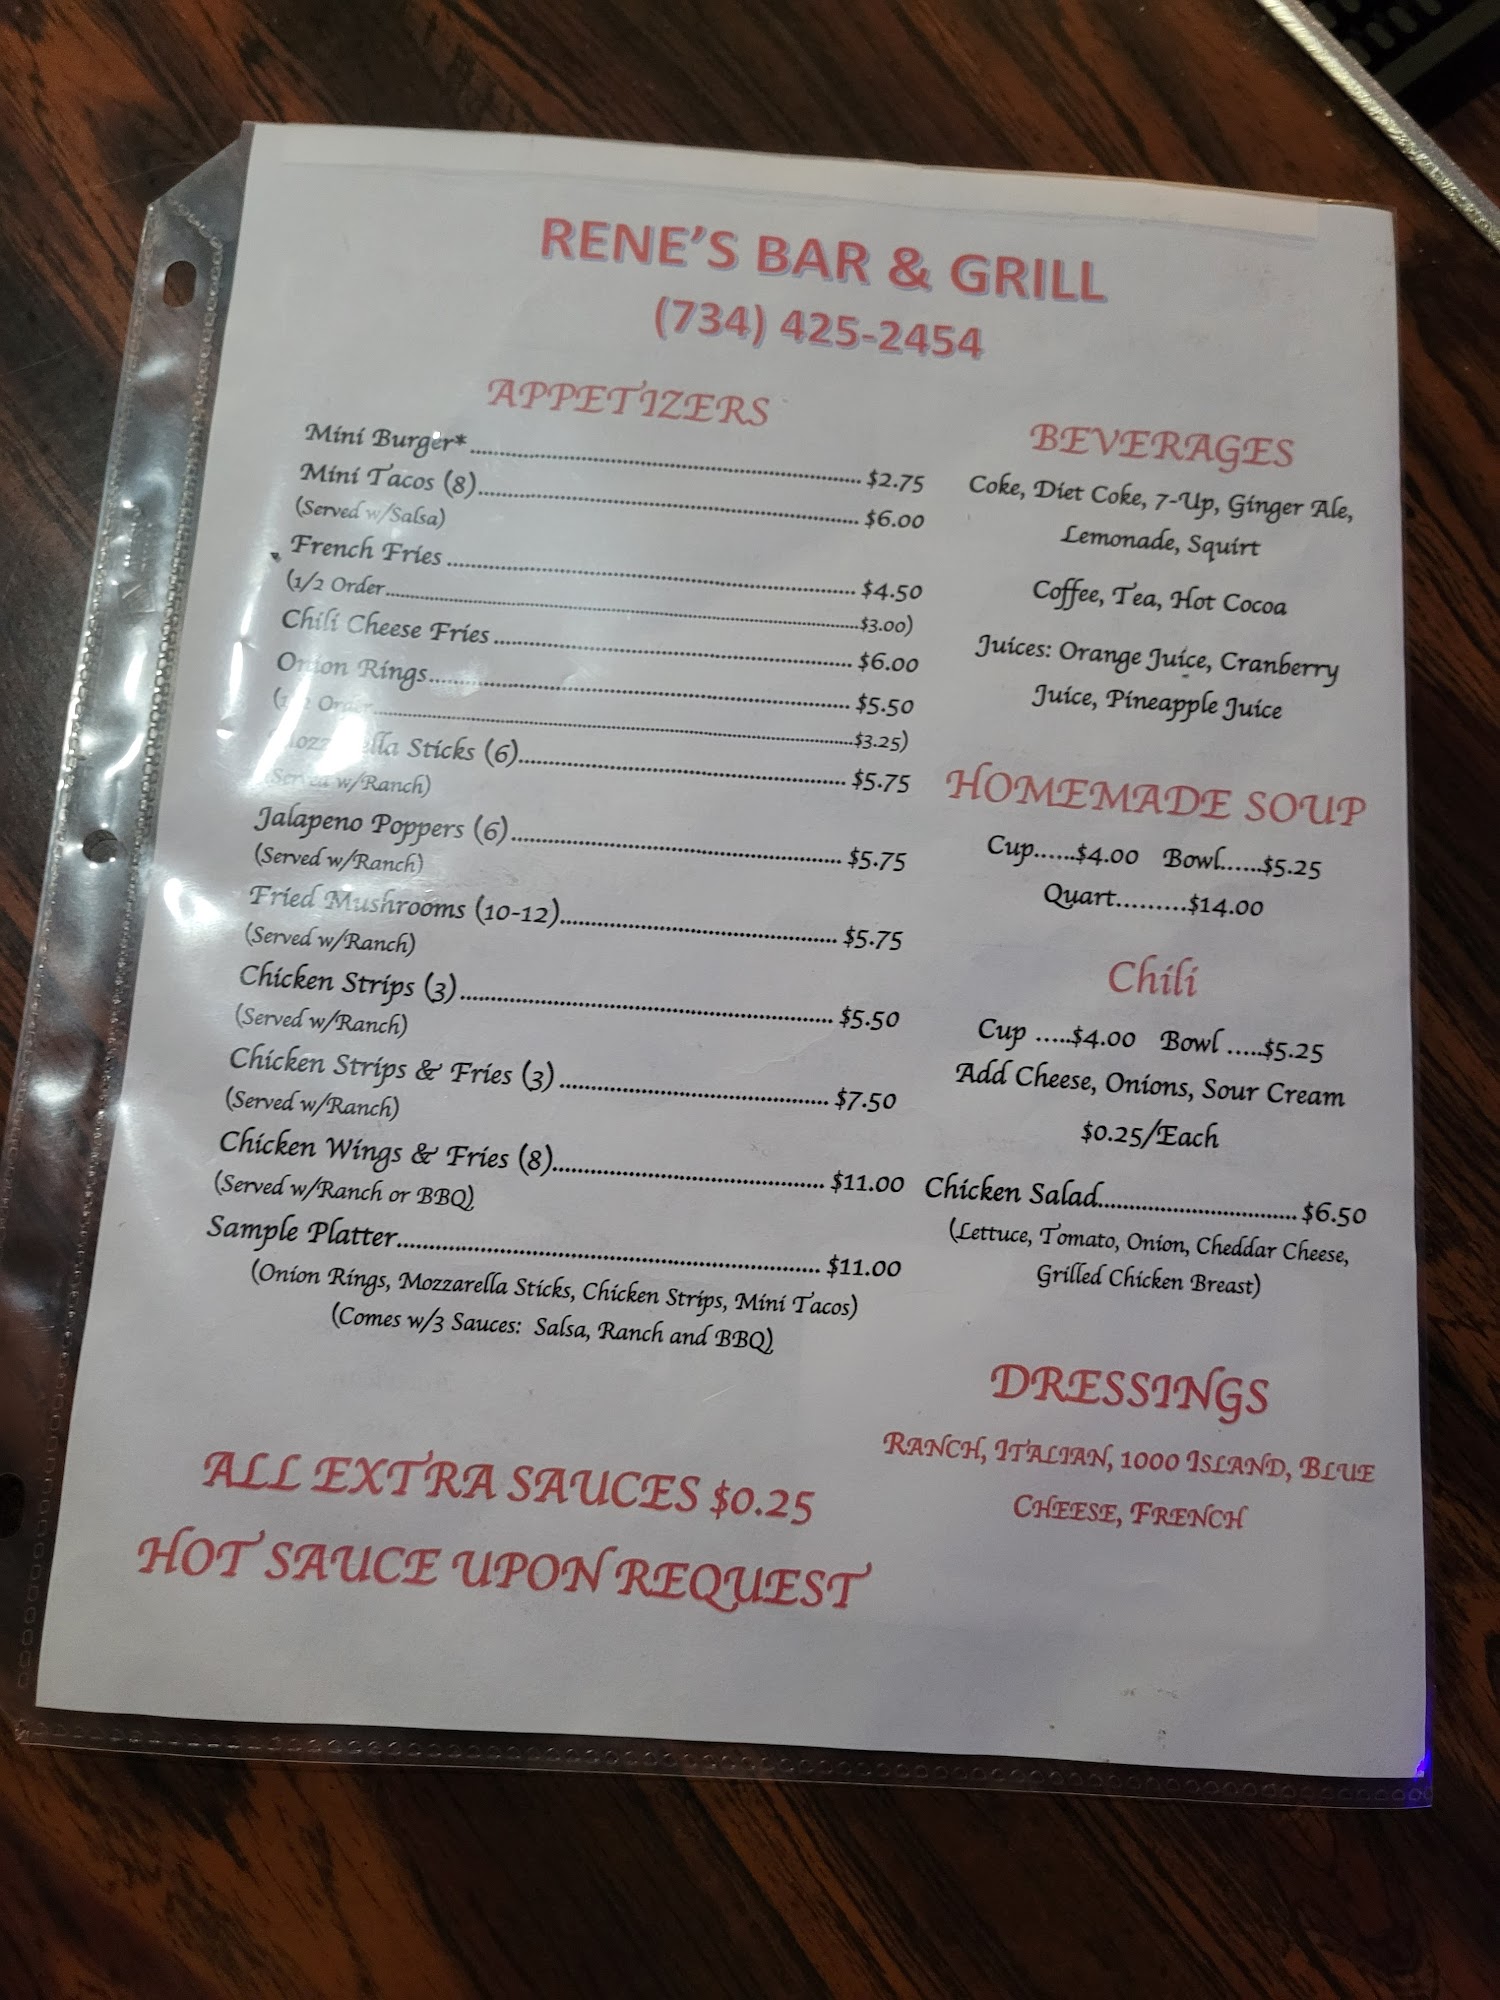 RENE'S BAR & GRILL
(734) 425-2454
APPETIZERS
Mini Burger*.....$2.75
Mini Tacos (8).....$6.00
(Served w/Salsa)
French Fries.....$4.50
(1/2 Order.....$3.00)
Chili Cheese Fries.....$6.00
Onion Rings.....$5.50
(1/2 Order.....$3.25)
Mozzarella Sticks (6).....$5.75
(Served w/Ranch)
Jalapeno Poppers (6).....$5.75
(Served w/Ranch)
Fried Mushrooms (10-12).....$5.75
(Served w/Ranch)
Chicken Strips (3).....$5.50
(Served w/Ranch)
Chicken Strips & Fries (3).....$7.50
(Served w/Ranch)
Chicken Wings & Fries (8).....$11.00
(Served w/Ranch or BBQ)
Sample Platter.....$11.00
(Onion Rings, Mozzarella Sticks, Chicken Strips, Mini Tacos)
(Comes w/3 Sauces: Salsa, Ranch and BBQ)
ALL EXTRA SAUCES $0.25
HOT SAUCE UPON REQUEST
BEVERAGES
Coke, Diet Coke, 7-Up, Ginger Ale,
Lemonade, Squirt
Coffee, Tea, Hot Cocoa
Juices: Orange Juice, Cranberry
Juice, Pineapple Juice
HOMEMADE SOUP
Cup......$4.00 Bowl......$5.25
Quart.........$14.00
Chili
Cup .....$4.00 Bowl .....$5.25
Add Cheese, Onions, Sour Cream
$0.25/Each
Chicken Salad.....$6.50
(Lettuce, Tomato, Onion, Cheddar Cheese,
Grilled Chicken Breast)
DRESSINGS
RANCH, ITALIAN, 1000 ISLAND, BLUE
CHEESE, FRENCH